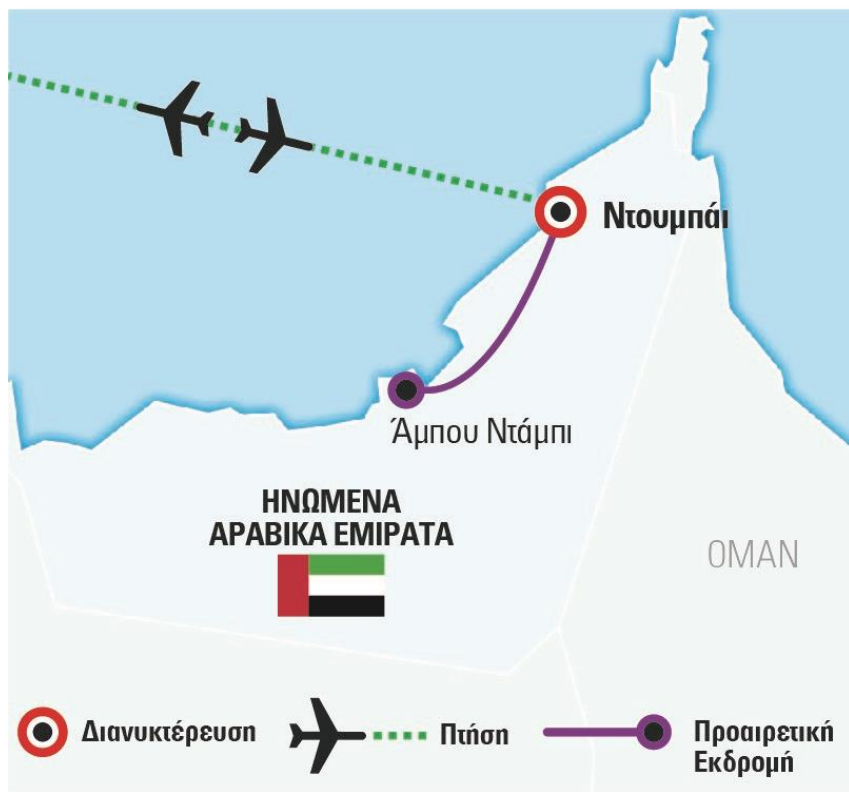 Ντουμπάι
Άμπου Ντάμπι
ΗΝΩΜΕΝΑ
ΑΡΑΒΙΚΑ ΕΜΙΡΑΤΑ
ΟΜΑΝ
Διανυκτέρευση
Πτήση
Προαιρετική
Εκδρομή